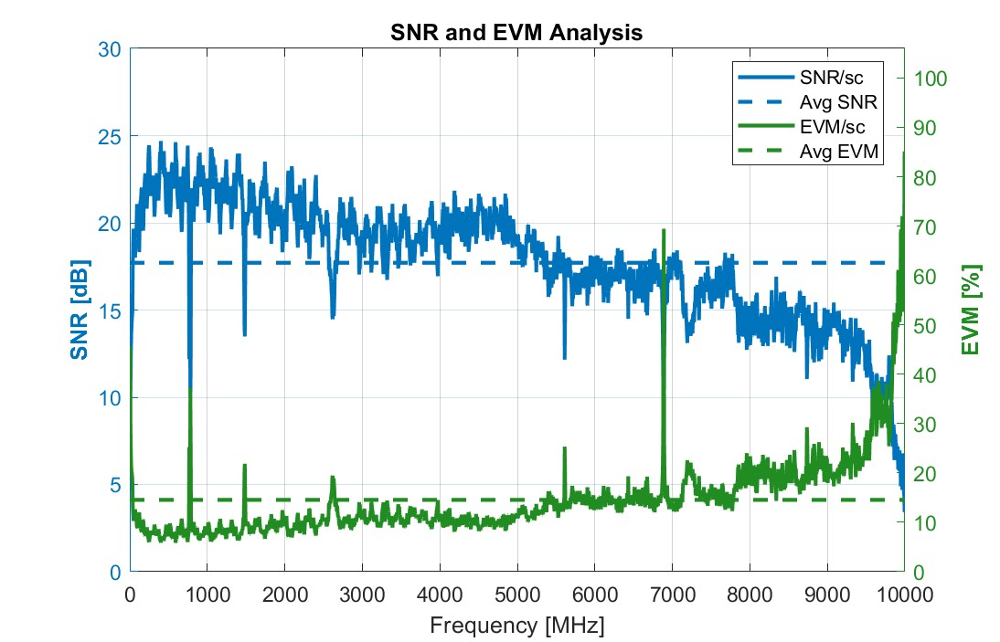 SNR and EVM Analysis
SNR/sc
Avg SNR
EVM/sc
Avg EVM
SNR [dB]
30
25
20
15
10
5
0
EVM [%]
100
90
80
70
60
50
40
30
20
10
0
0 1000 2000 3000 4000 5000 6000 7000 8000 9000 10000
Frequency [MHz]